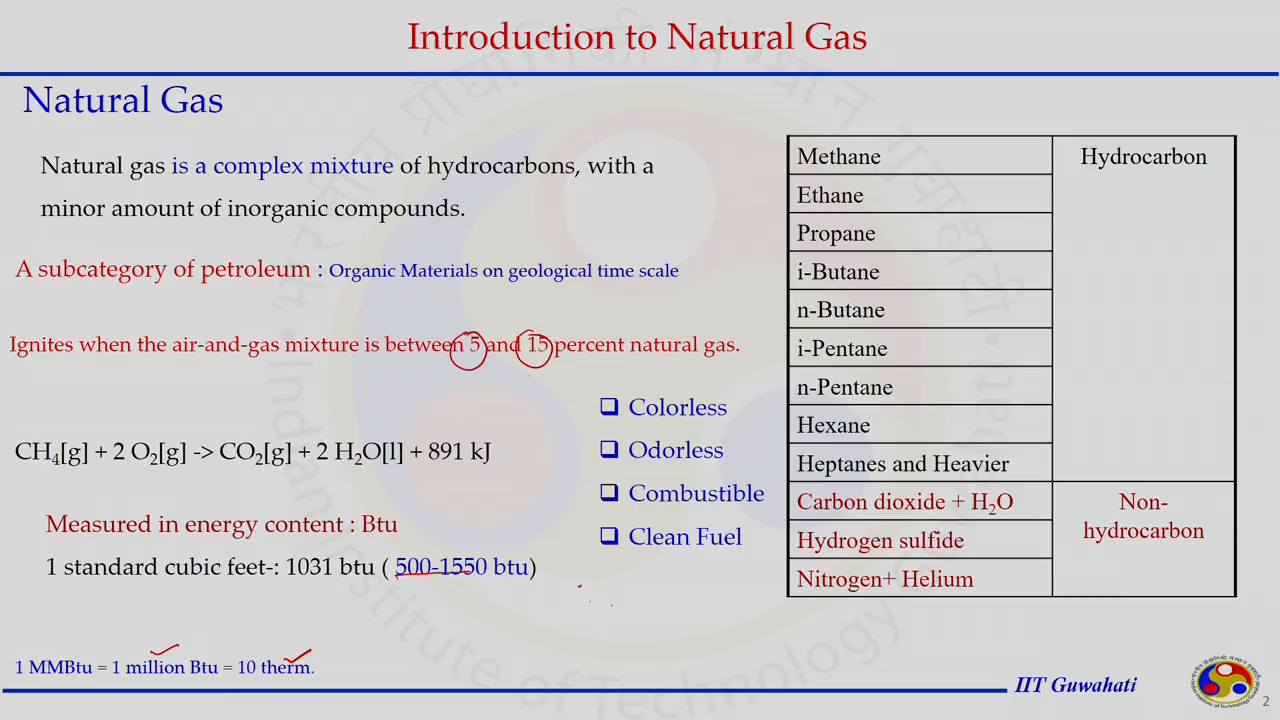 Introduction to Natural Gas
Natural Gas
Natural gas is a complex mixture of hydrocarbons, with a
minor amount of inorganic compounds.
A subcategory of petroleum : Organic Materials on geological time scale
Ignites when the air-and-gas mixture is between 5 and 15 percent natural gas.
CH₄[g] + 2 O₂[g] -> CO₂[g] + 2 H₂O[l] + 891 kJ
Measured in energy content : Btu
1 standard cubic feet-: 1031 btu ( 500-1550 btu)
1 MMBtu = 1 million Btu = 10 therm.
❑ Colorless
❑ Odorless
❑ Combustible
❑ Clean Fuel
Methane
Hydrocarbon
Ethane
Propane
i-Butane
n-Butane
i-Pentane
n-Pentane
Hexane
Heptanes and Heavier
Carbon dioxide + H₂O
Non-
hydrocarbon
Hydrogen sulfide
Nitrogen+ Helium
IIT Guwahati
2